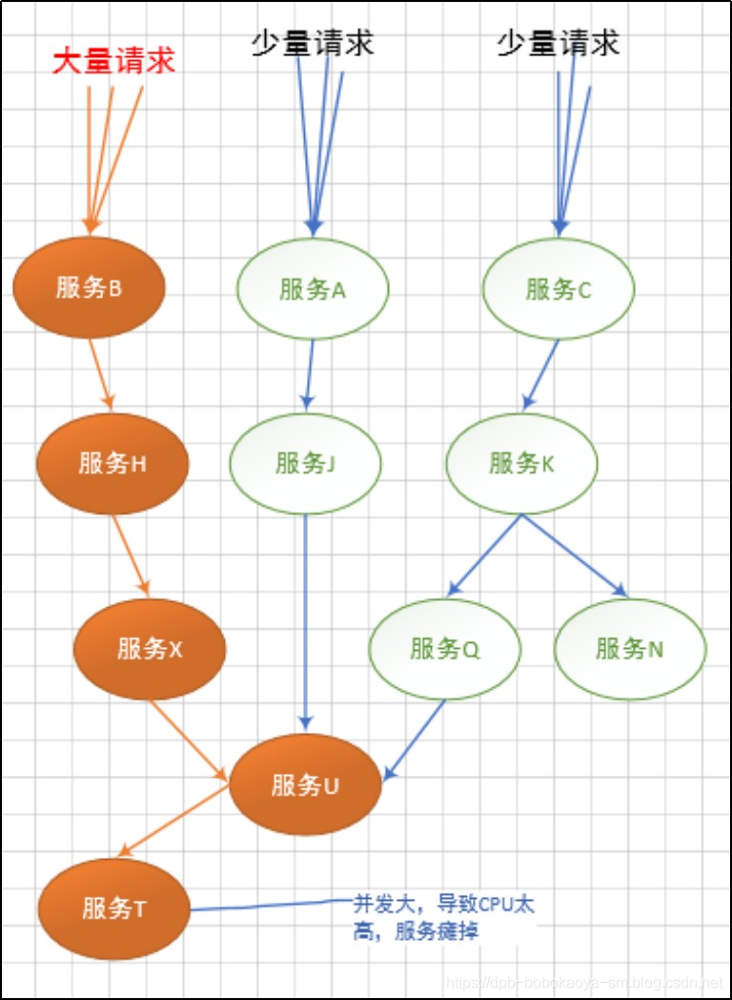 大量请求
少量请求
少量请求
服务B
服务A
服务C
服务H
服务J
服务K
服务X
服务Q
服务N
服务U
服务T
并发大，导致CPU太
高，服务瘫掉
https://dpb-bobokaoya-sm.blog.csdn.net